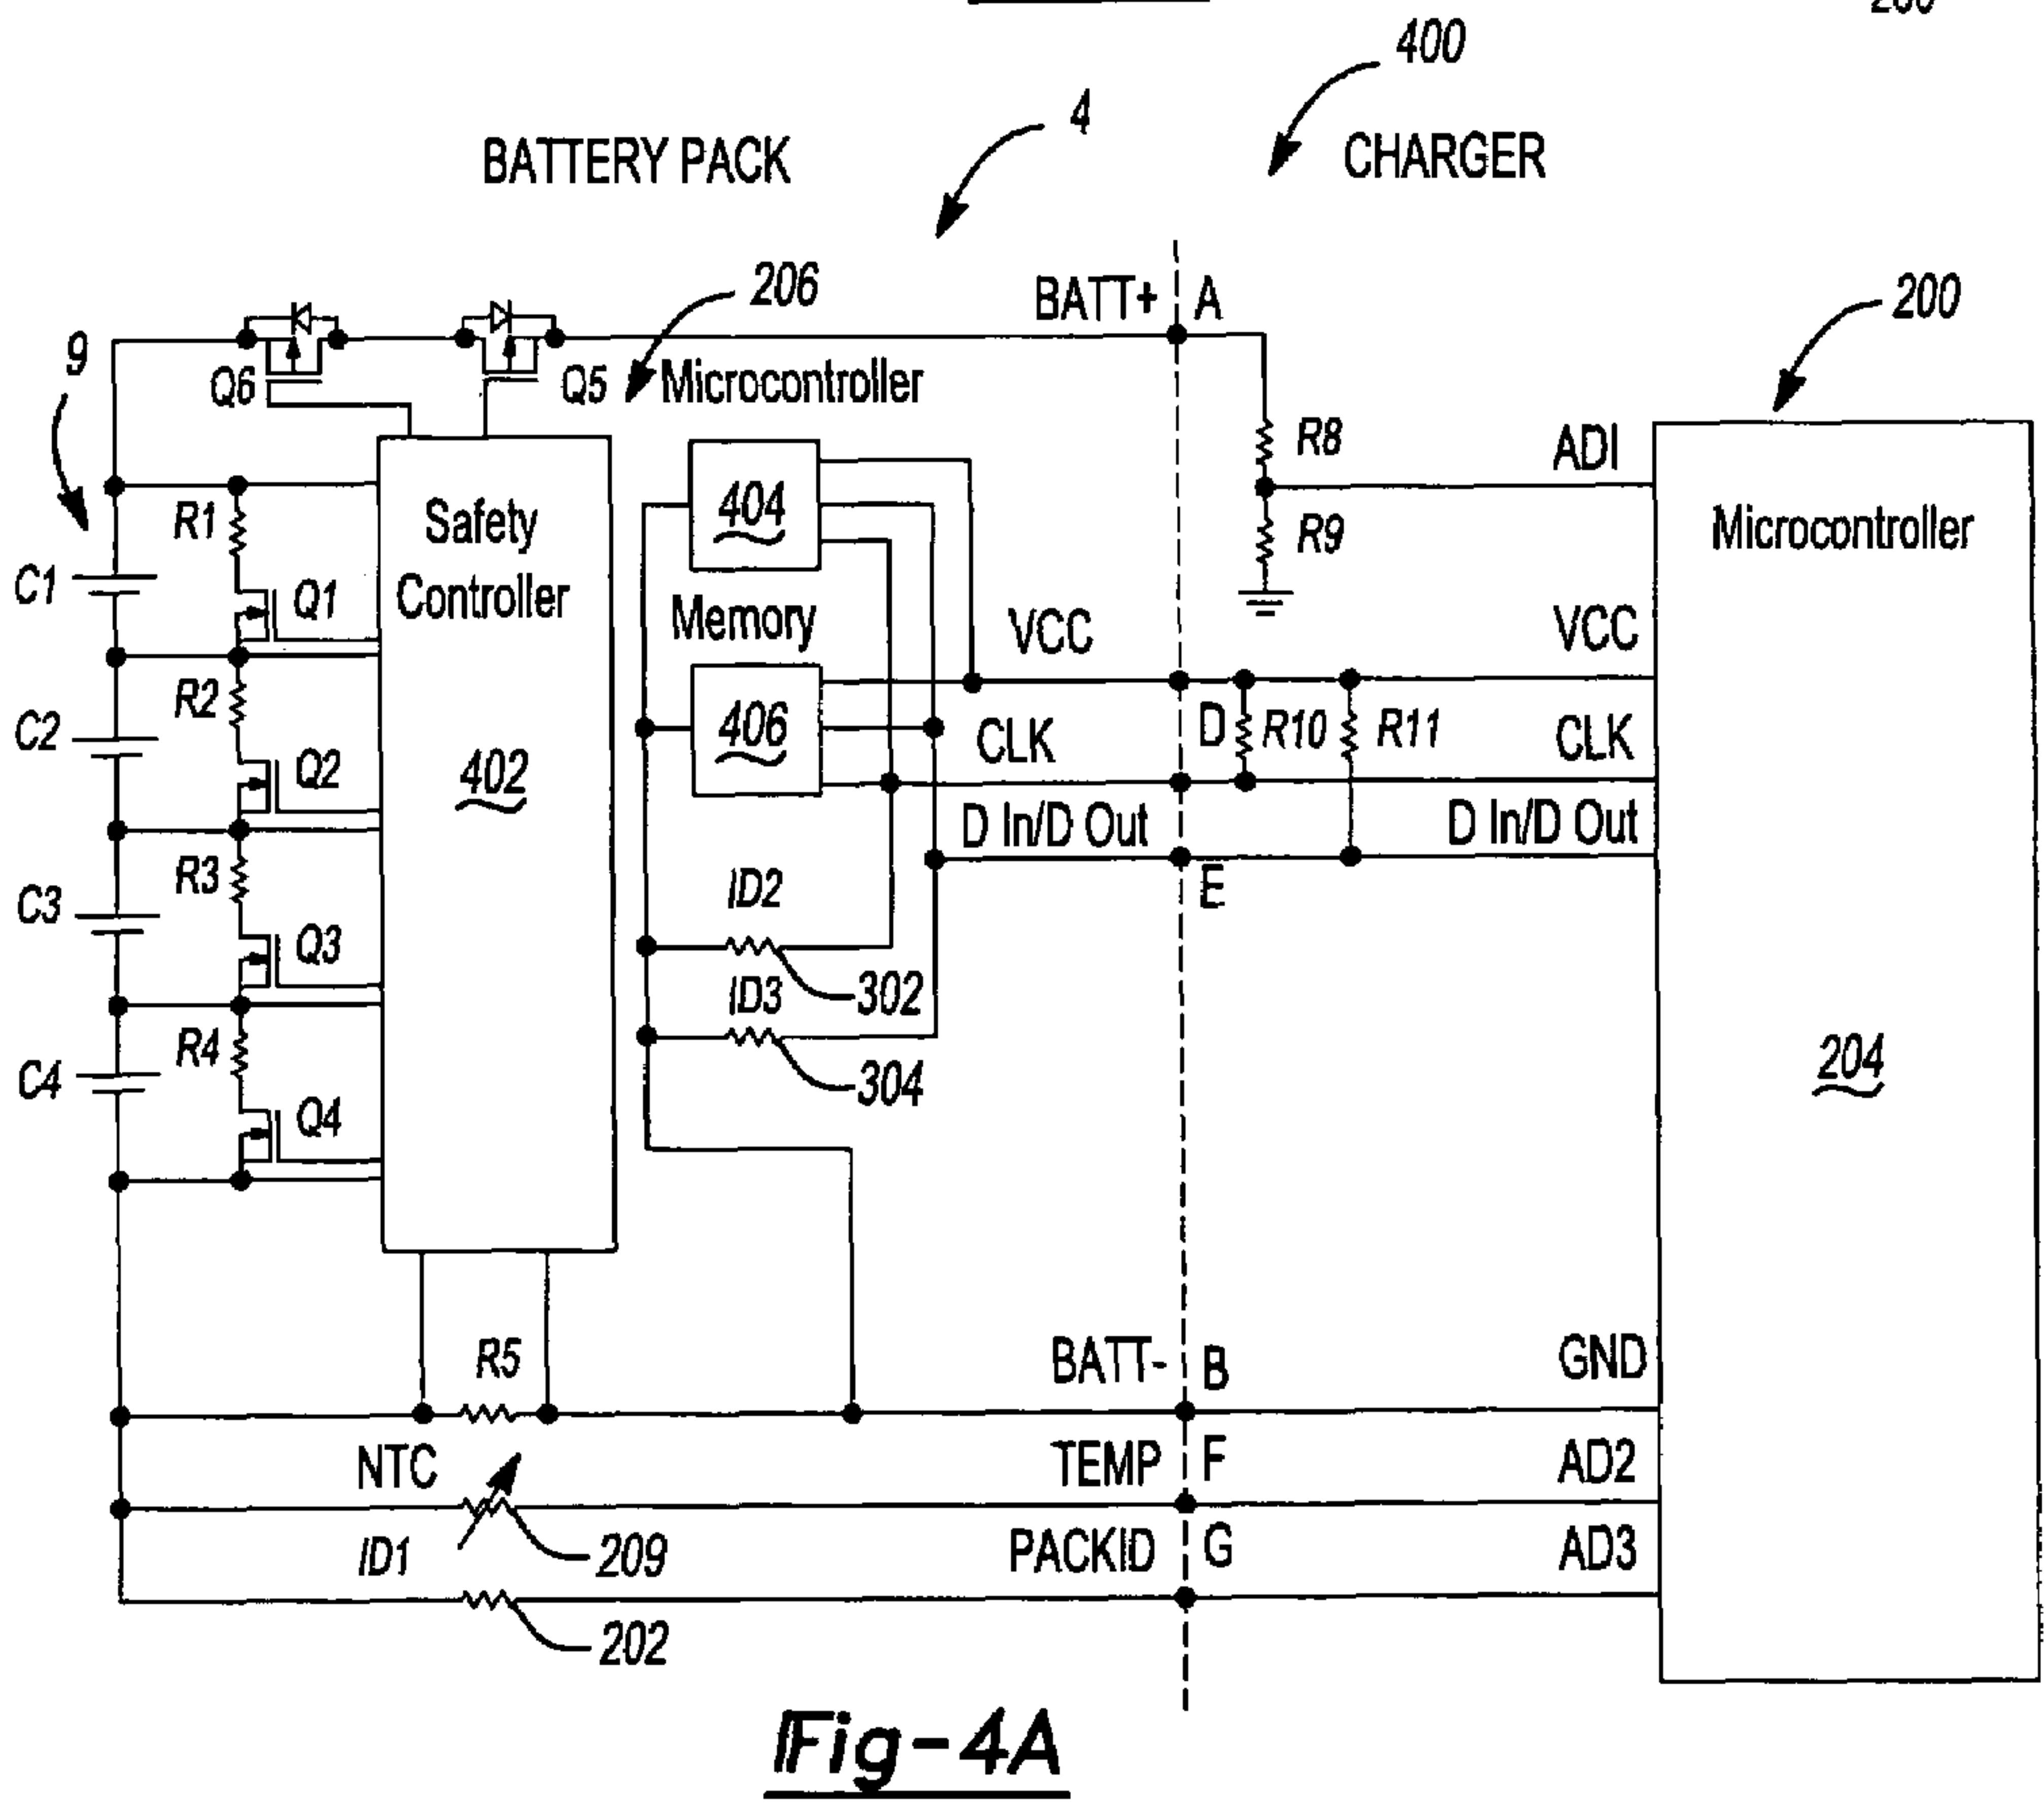 400
4
BATTERY PACK
CHARGER
206
BATT+ A
200
9
Q6
Q5
Microcontroller
R8
ADI
R1
Safety
Controller
404
R9
Microcontroller
C1
Q1
Memory
VCC
VCC
R2
C2
406
CLK
D
R10
R11
CLK
Q2
402
D In/D Out
D In/D Out
R3
ID2
E
C3
Q3
302
ID3
R4
304
204
C4
Q4
R5
BATT- B
GND
NTC
TEMP F
AD2
ID1
209
PACKID G
AD3
202
Fig-4A